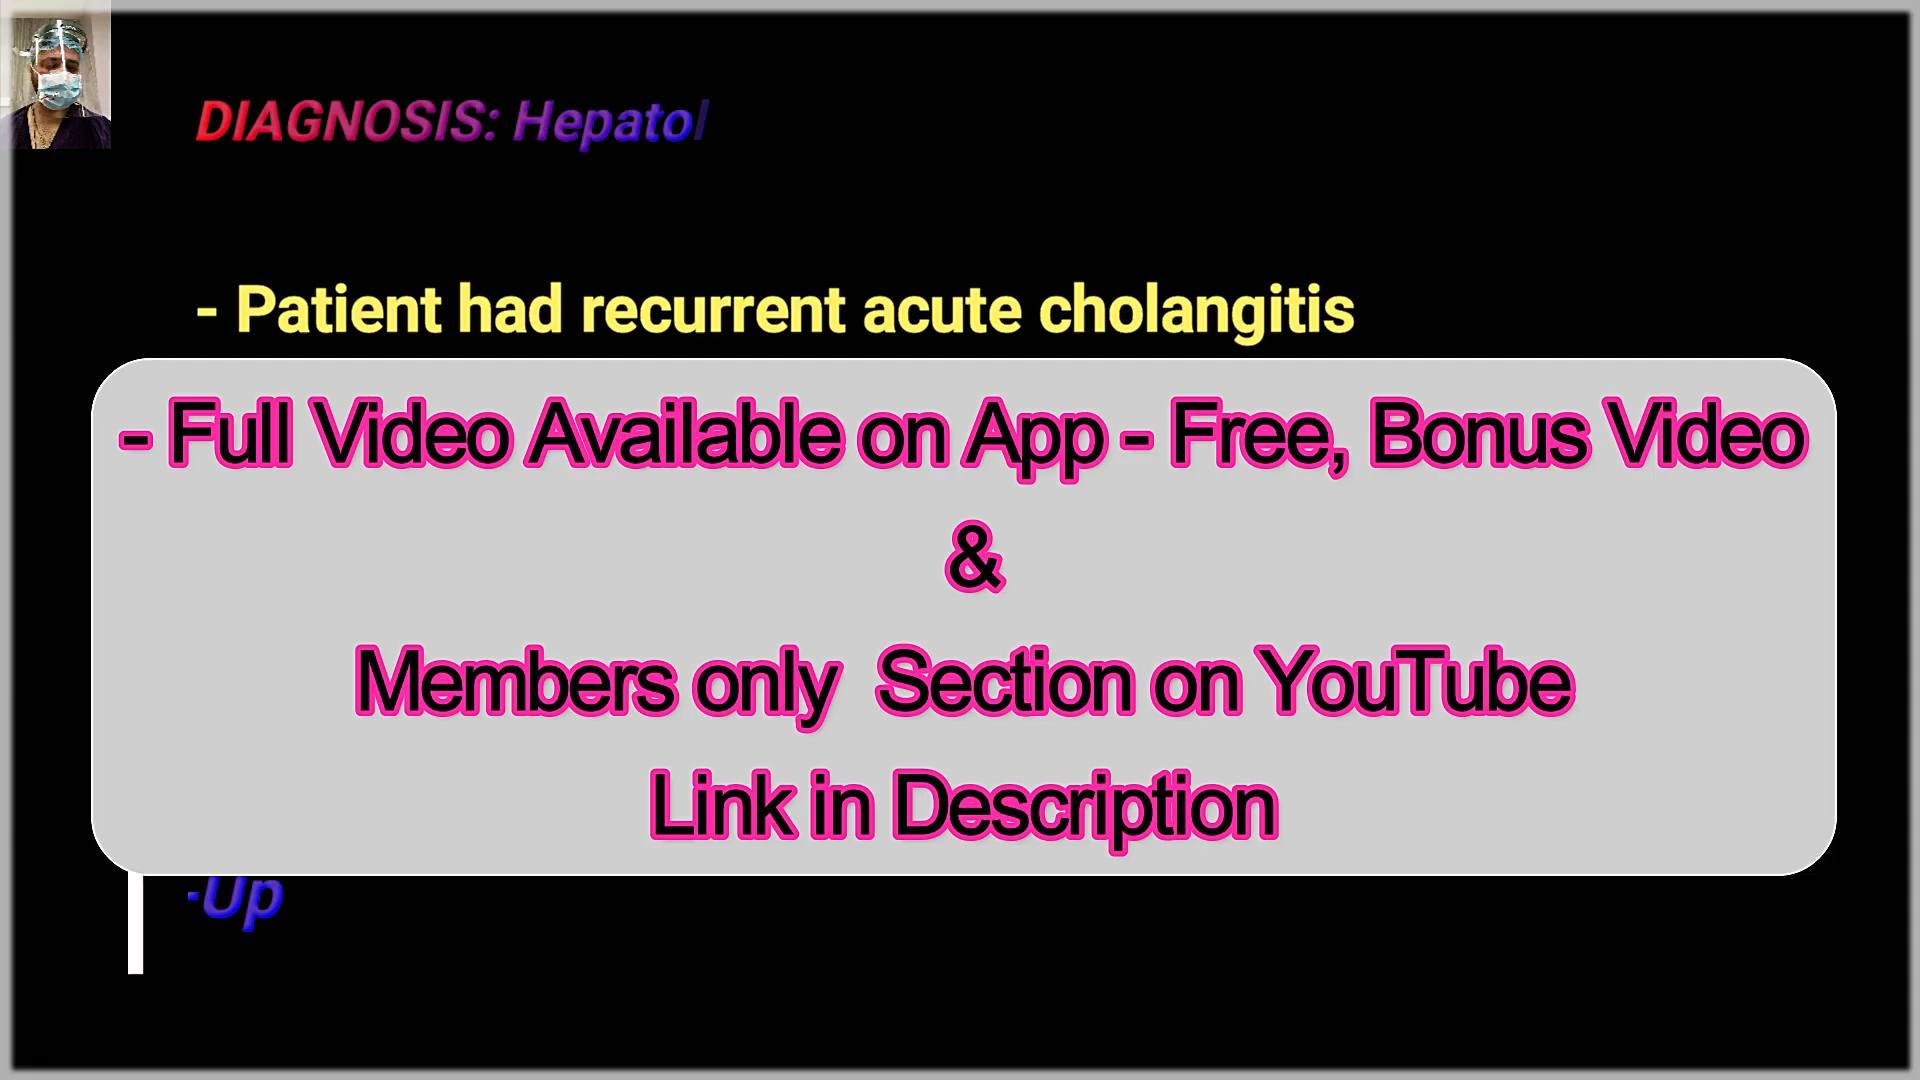 DIAGNOSIS: Hepatol
- Patient had recurrent acute cholangitis
- Full Video Available on App - Free, Bonus Video
&
Members only Section on YouTube
Link in Description
-Up